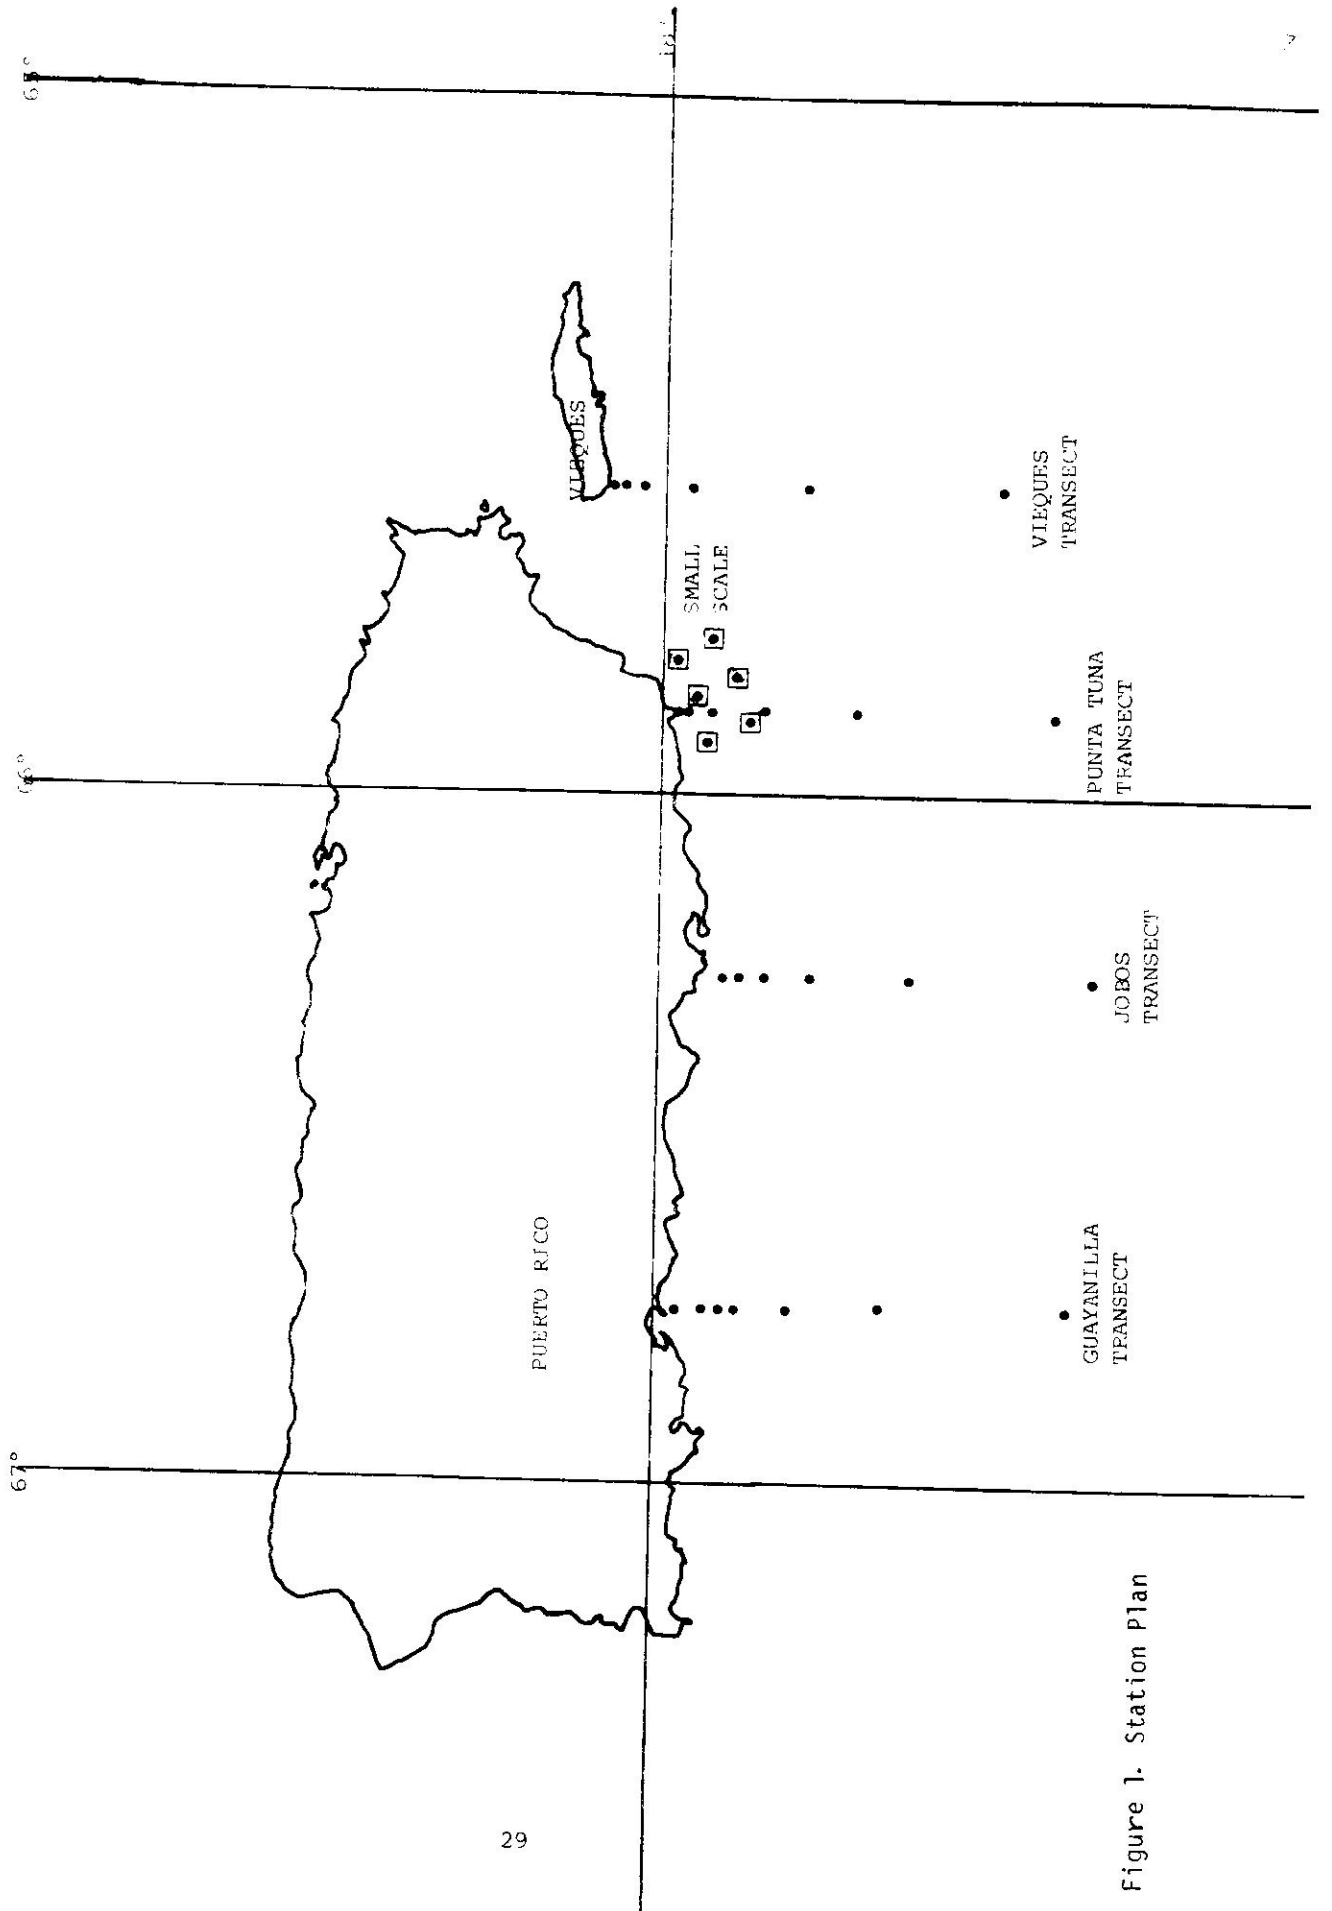 67°
PUERTO RICO
VIEQUES
SMALL
SCALE
GUAYANILLA
TRANSECT
JOBOS
TRANSECT
PUNTA TUNA
TRANSECT
VIEQUES
TRANSECT
Figure 1. Station Plan
29